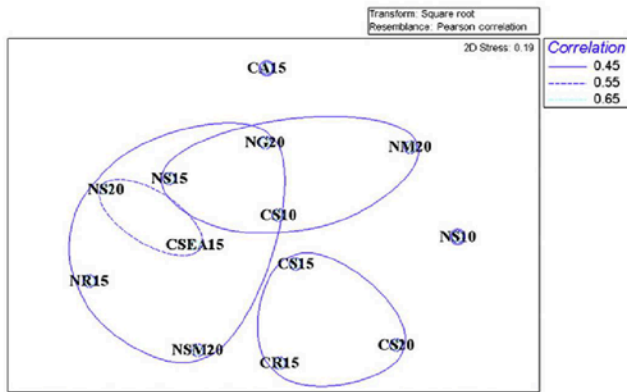 Transform: Square root
Resemblance: Pearson correlation
2D Stress: 0.19
Correlation
0.45
0.55
0.65
CA15
NG20
NM20
NS15
NS20
CS10
NS10
CSEA15
CS15
NR15
NSM20
CS20
CR15